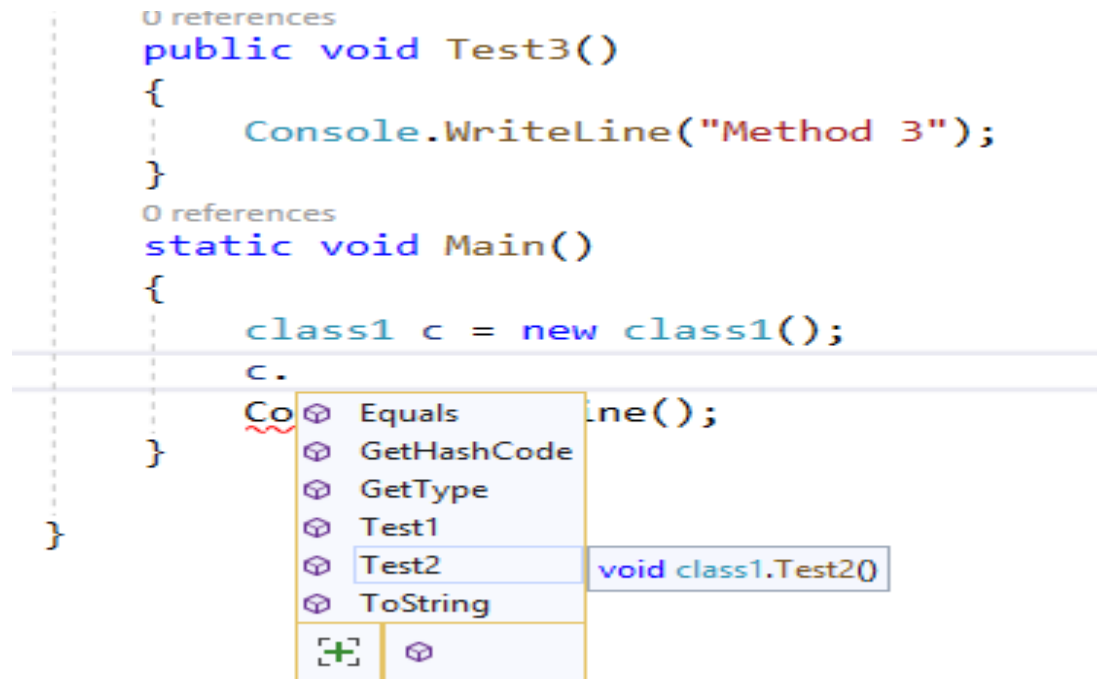 0 references
public void Test3()
{
Console.WriteLine("Method 3");
}
0 references
static void Main()
{
class1 c = new class1();
c.
Co ine();
}
}
Equals
GetHashCode
GetType
Test1
Test2
void class1.Test2()
ToString